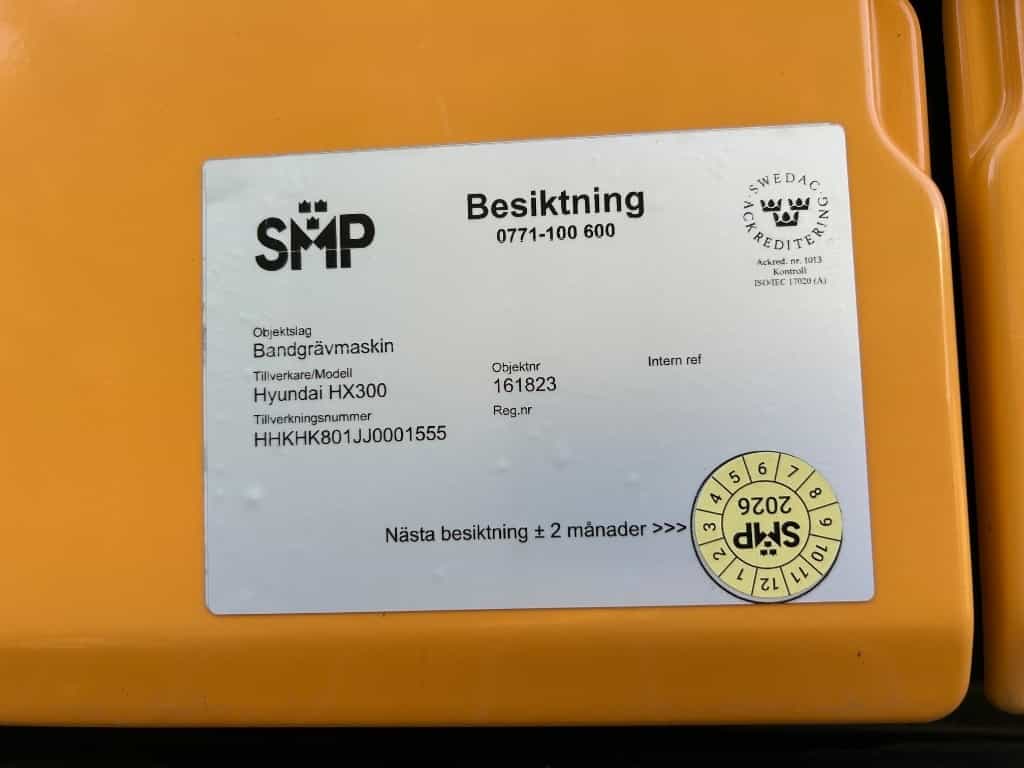 SMP
Besiktning
0771-100 600
SWEDAC
ACKREDITERING
Ackred. nr. 1013
Kontroll
ISO/IEC 17020 (A)
Objektslag
Bandgrävmaskin
Tillverkare/Modell
Hyundai HX300
Tillverkningsnummer
HHKHK801JJ0001555
Objektnr
161823
Reg.nr
Intern ref
Nästa besiktning ± 2 månader >>>
1 2 3 4 5 6 7 8 9 10 11 12
SMP
2026